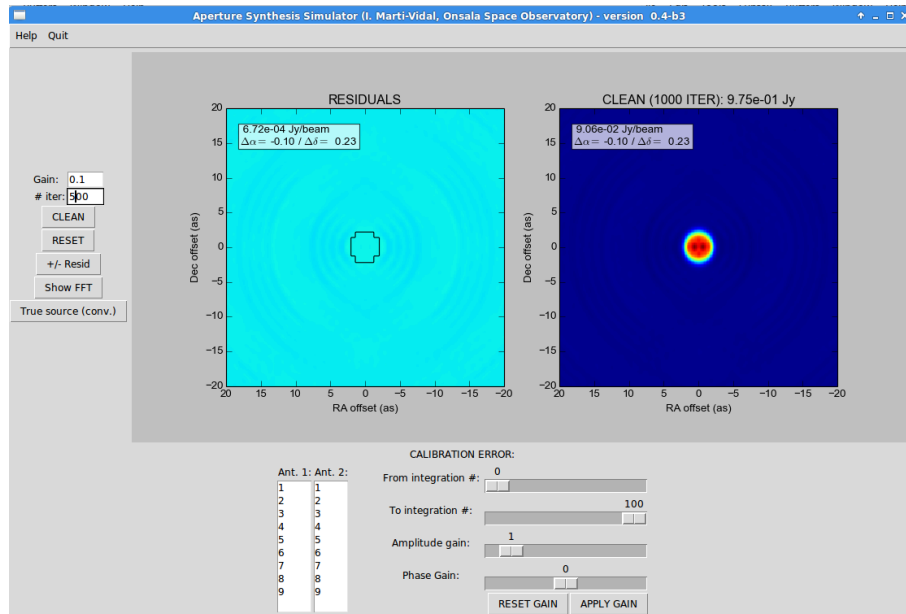 Aperture Synthesis Simulator (I. Marti-Vidal, Onsala Space Observatory) - version 0.4-b3
Help Quit
RESIDUALS
CLEAN (1000 ITER): 9.75e-01 Jy
6.72e-04 Jy/beam
Δα= -0.10 / Δδ= 0.23
9.06e-02 Jy/beam
Δα= -0.10 / Δδ= 0.23
20
15
10
5
0
−5
−10
−15
−20
Dec offset (as)
20 15 10 5 0 −5 −10 −15 −20
RA offset (as)
20
15
10
5
0
−5
−10
−15
−20
Dec offset (as)
20 15 10 5 0 −5 −10 −15 −20
RA offset (as)
Gain: 0.1
# iter: 500
CLEAN
RESET
+/- Resid
Show FFT
True source (conv.)
CALIBRATION ERROR:
Ant. 1: Ant. 2:
1 1
2 2
3 3
4 4
5 5
6 6
7 7
8 8
9 9
0
From integration #:
100
To integration #:
1
Amplitude gain:
0
Phase Gain:
RESET GAIN APPLY GAIN